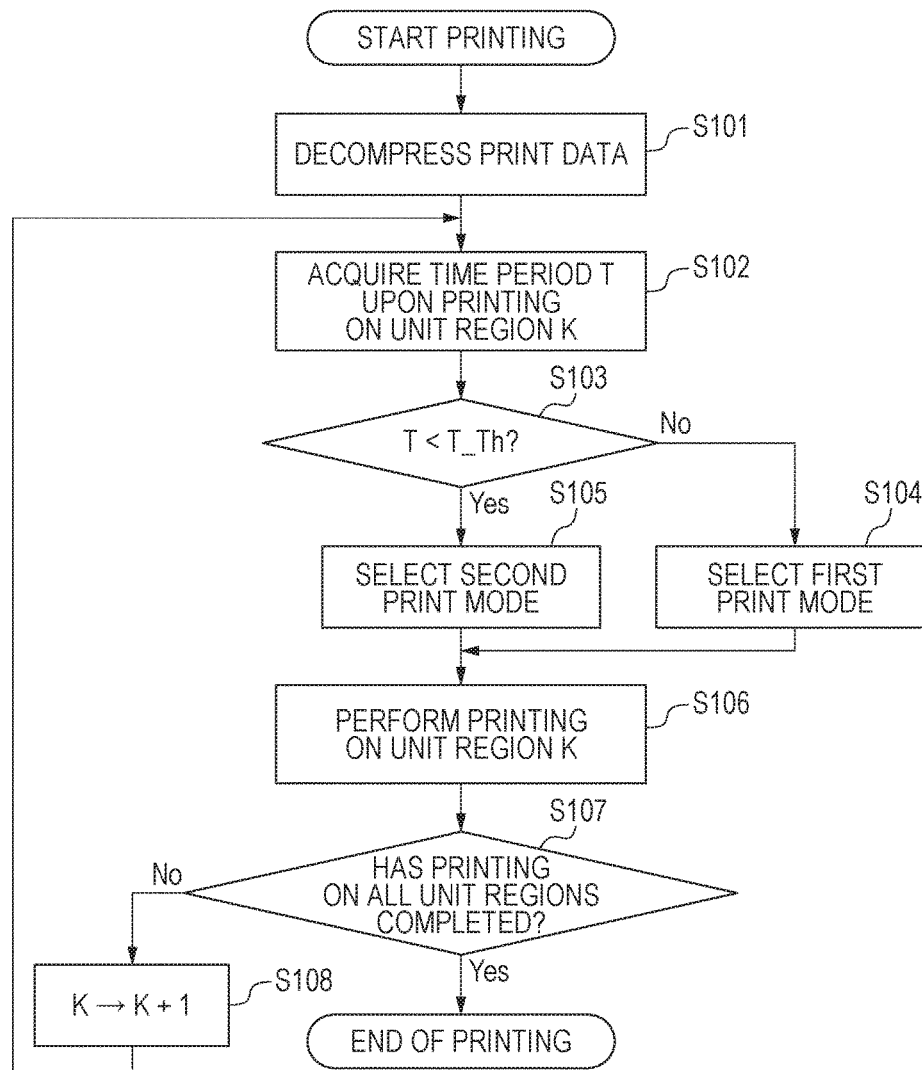 START PRINTING
DECOMPRESS PRINT DATA
S101
ACQUIRE TIME PERIOD T
UPON PRINTING
ON UNIT REGION K
S102
S103
T < T_Th?
No
Yes
S105
S104
SELECT SECOND
PRINT MODE
SELECT FIRST
PRINT MODE
PERFORM PRINTING
ON UNIT REGION K
S106
S107
HAS PRINTING
ON ALL UNIT REGIONS
COMPLETED?
No
Yes
K → K + 1
S108
END OF PRINTING